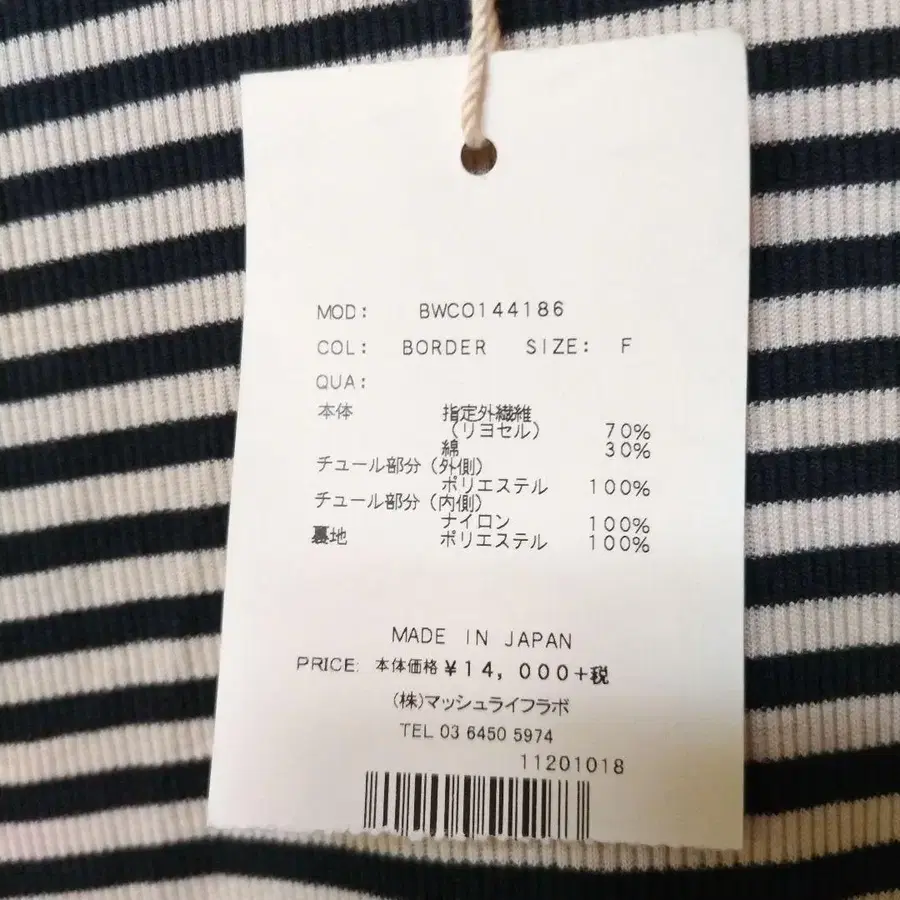 MOD: BWCO144186
COL: BORDER SIZE: F
QUA:
本体 指定外繊維
(リヨセル) 70%
綿 30%
チュール部分(外側)
ポリエステル 100%
チュール部分(内側)
ナイロン 100%
裏地 ポリエステル 100%
MADE IN JAPAN
PRICE: 本体価格 ¥14,000+税
(株)マッシュライフラボ
TEL 03 6450 5974
11201018